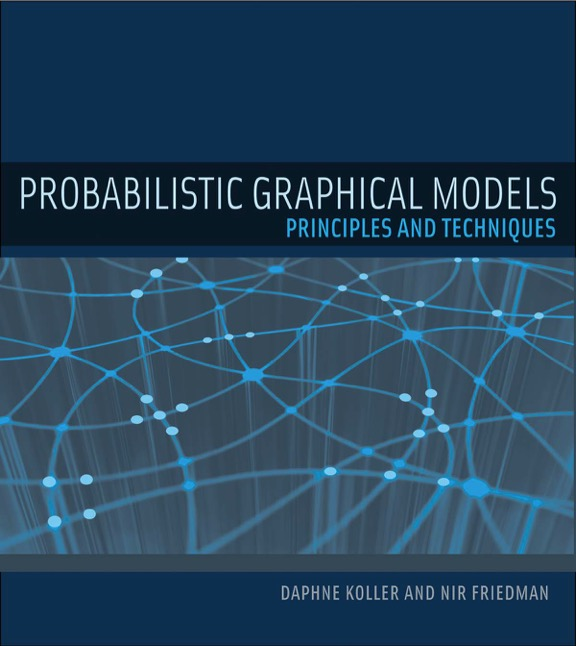 PROBABILISTIC GRAPHICAL MODELS
PRINCIPLES AND TECHNIQUES
DAPHNE KOLLER AND NIR FRIEDMAN